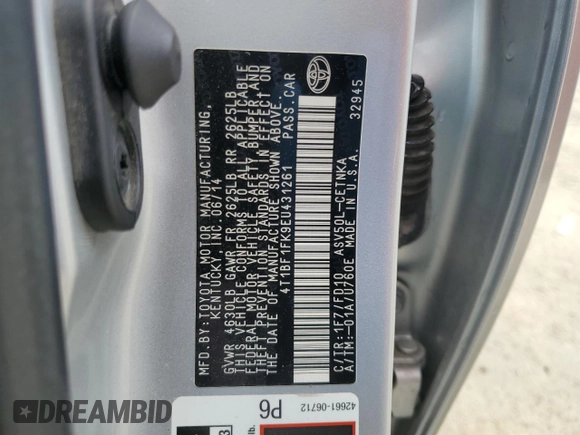 MFD.BY:TOYOTA MOTOR MANUFACTURING,
KENTUCKY, INC. 06/14
GVWR 4630LB GAWR FR 2625LB RR 2625LB
THIS VEHICLE CONFORMS TO ALL APPLICABLE
FEDERAL MOTOR VEHICLE SAFETY, BUMPER, AND
THEFT PREVENTION STANDARDS IN EFFECT ON
THE DATE OF MANUFACTURE SHOWN ABOVE.
4T1BF1FK9EU431261 PASS.CAR
C/TR:1F7/FD10 ASV50L-CETNKA
A/TM:-01A/U760E MADE IN U.S.A.
32945
42661-06712
P6
lb.
3
DREAMBID